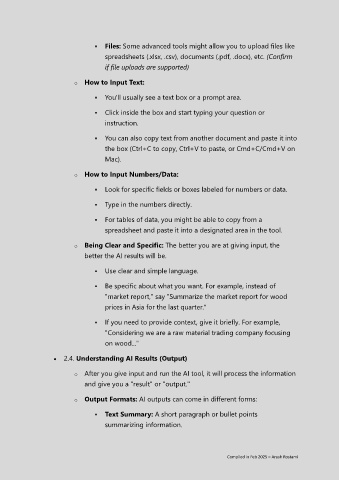 ▪ Files: Some advanced tools might allow you to upload files like
spreadsheets (.xlsx, .csv), documents (.pdf, .docx), etc. (Confirm
if file uploads are supported)
o How to Input Text:
▪ You'll usually see a text box or a prompt area.
▪ Click inside the box and start typing your question or
instruction.
▪ You can also copy text from another document and paste it into
the box (Ctrl+C to copy, Ctrl+V to paste, or Cmd+C/Cmd+V on
Mac).
o How to Input Numbers/Data:
▪ Look for specific fields or boxes labeled for numbers or data.
▪ Type in the numbers directly.
▪ For tables of data, you might be able to copy from a
spreadsheet and paste it into a designated area in the tool.
o Being Clear and Specific: The better you are at giving input, the
better the AI results will be.
▪ Use clear and simple language.
▪ Be specific about what you want. For example, instead of
"market report," say "Summarize the market report for wood
prices in Asia for the last quarter."
▪ If you need to provide context, give it briefly. For example,
"Considering we are a raw material trading company focusing
on wood..."
• 2.4. Understanding AI Results (Output)
o After you give input and run the AI tool, it will process the information
and give you a "result" or "output."
o Output Formats: AI outputs can come in different forms:
▪ Text Summary: A short paragraph or bullet points
summarizing information.
Compiled in Feb 2025 –